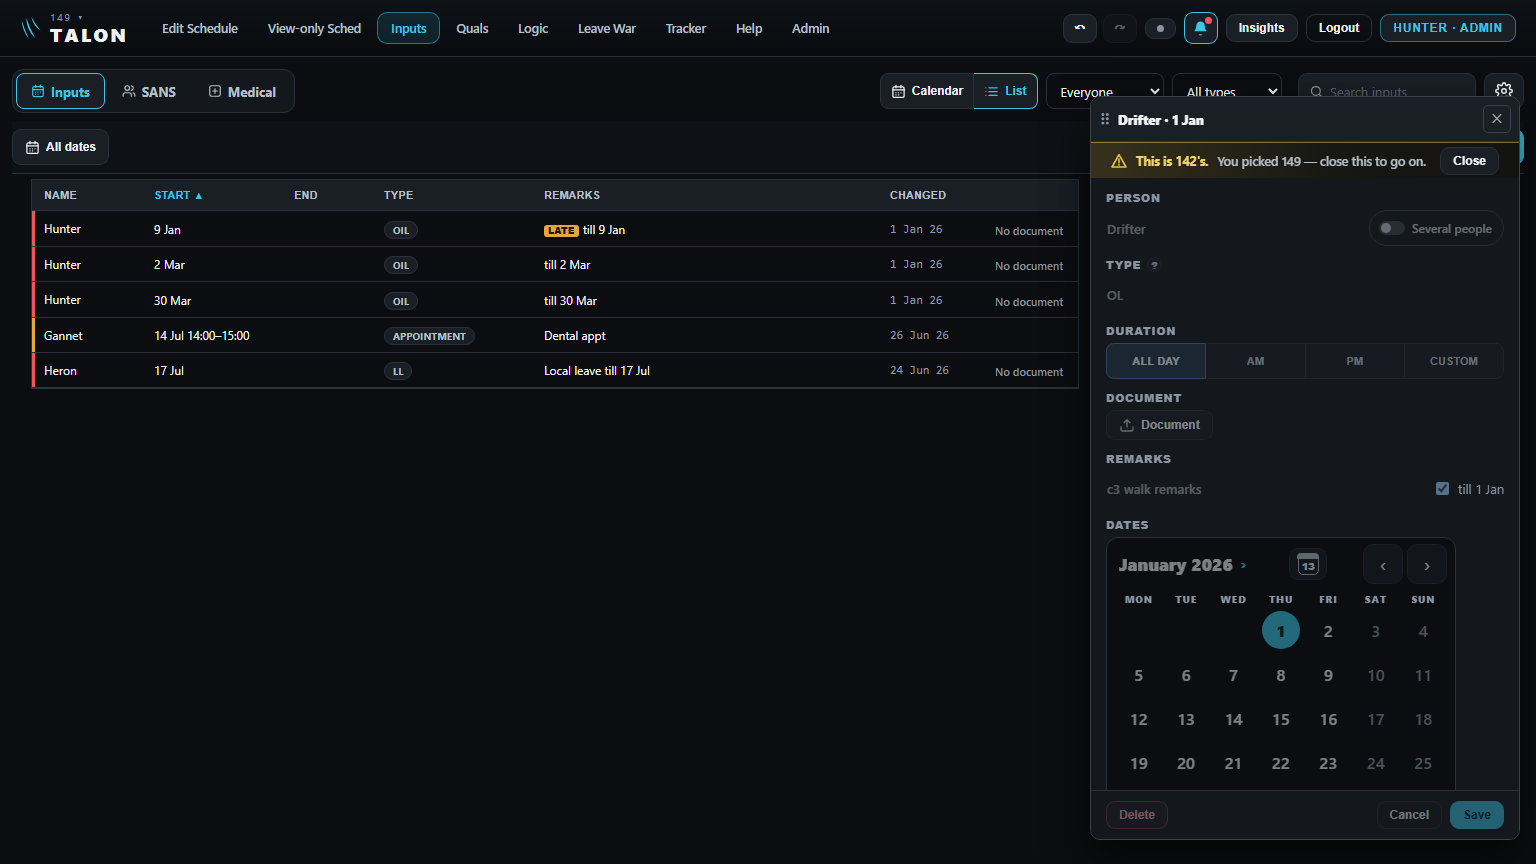 149 ▾
TALON
Edit Schedule
View-only Sched
Inputs
Quals
Logic
Leave War
Tracker
Help
Admin
Insights
Logout
HUNTER · ADMIN
Inputs
SANS
Medical
Calendar
List
Everyone
All types
Search inputs
All dates
NAME START ▲ END TYPE REMARKS CHANGED
Hunter 9 Jan OIL LATE till 9 Jan 1 Jan 26 No document
Hunter 2 Mar OIL till 2 Mar 1 Jan 26 No document
Hunter 30 Mar OIL till 30 Mar 1 Jan 26 No document
Gannet 14 Jul 14:00–15:00 APPOINTMENT Dental appt 26 Jun 26
Heron 17 Jul LL Local leave till 17 Jul 24 Jun 26 No document
Drifter · 1 Jan
This is 142's. You picked 149 — close this to go on. Close
PERSON
Drifter
Several people
TYPE ?
OL
DURATION
ALL DAY AM PM CUSTOM
DOCUMENT
Document
REMARKS
c3 walk remarks
till 1 Jan
DATES
January 2026 ›
13
‹ ›
MON TUE WED THU FRI SAT SUN
1 2 3 4
5 6 7 8 9 10 11
12 13 14 15 16 17 18
19 20 21 22 23 24 25
Delete
Cancel
Save